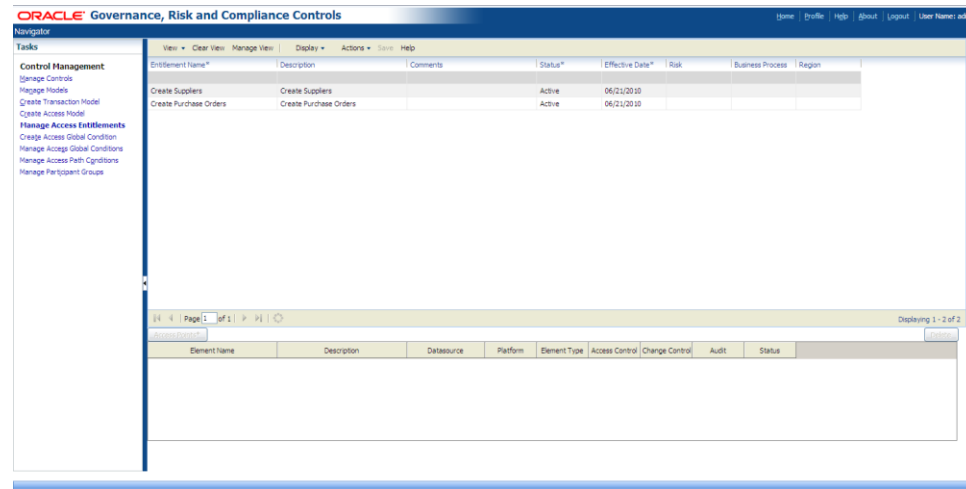 ORACLE Governance, Risk and Compliance Controls
Home Profile Help About Logout User Name: ad
Navigator
Tasks
Control Management
Manage Controls
Manage Models
Create Transaction Model
Create Access Model
Manage Access Entitlements
Create Access Global Condition
Manage Access Global Conditions
Manage Access Path Conditions
Manage Participant Groups
View Clear View Manage View Display Actions Save Help
Entitlement Name* Description Comments Status* Effective Date* Risk Business Process Region
Create Suppliers Create Suppliers Active 06/21/2010
Create Purchase Orders Create Purchase Orders Active 06/21/2010
Page 1 of 1
Displaying 1 - 2 of 2
Delete
Element Name Description Datasource Platform Element Type Access Control Change Control Audit Status